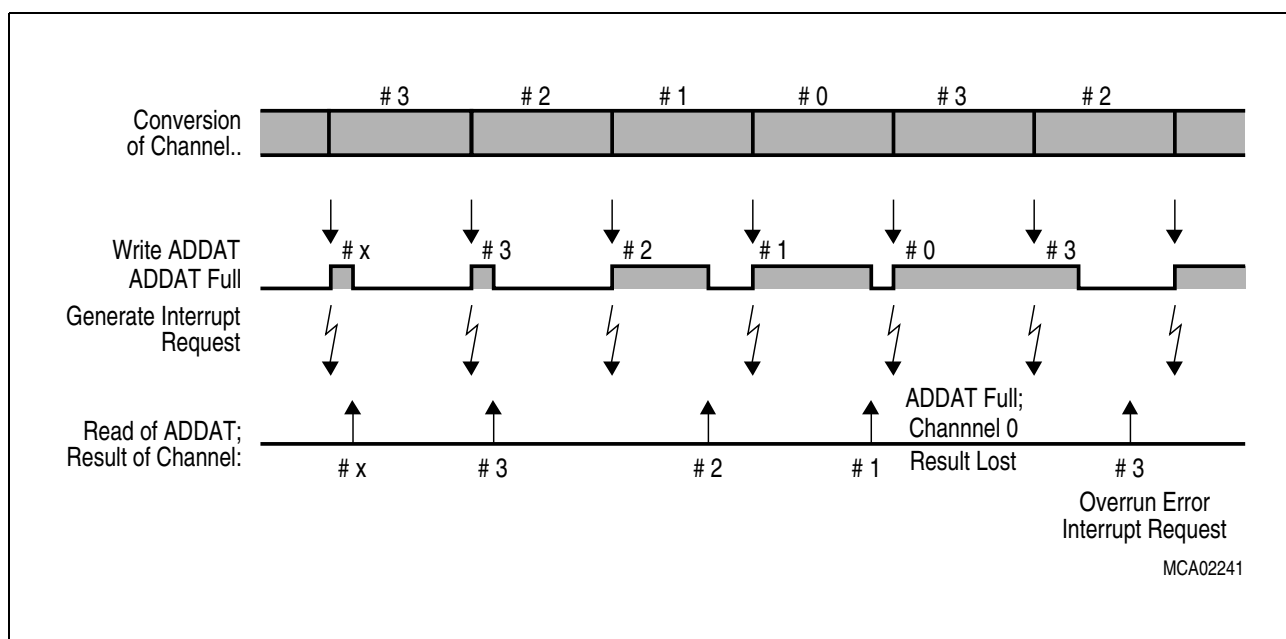 # 3 # 2 # 1 # 0 # 3 # 2
Conversion
of Channel..
Write ADDAT # x # 3 # 2 # 1 # 0 # 3
ADDAT Full
Generate Interrupt
Request
ADDAT Full;
Read of ADDAT; Channnel 0
Result of Channel: # x # 3 # 2 # 1 Result Lost # 3
Overrun Error
Interrupt Request
MCA02241